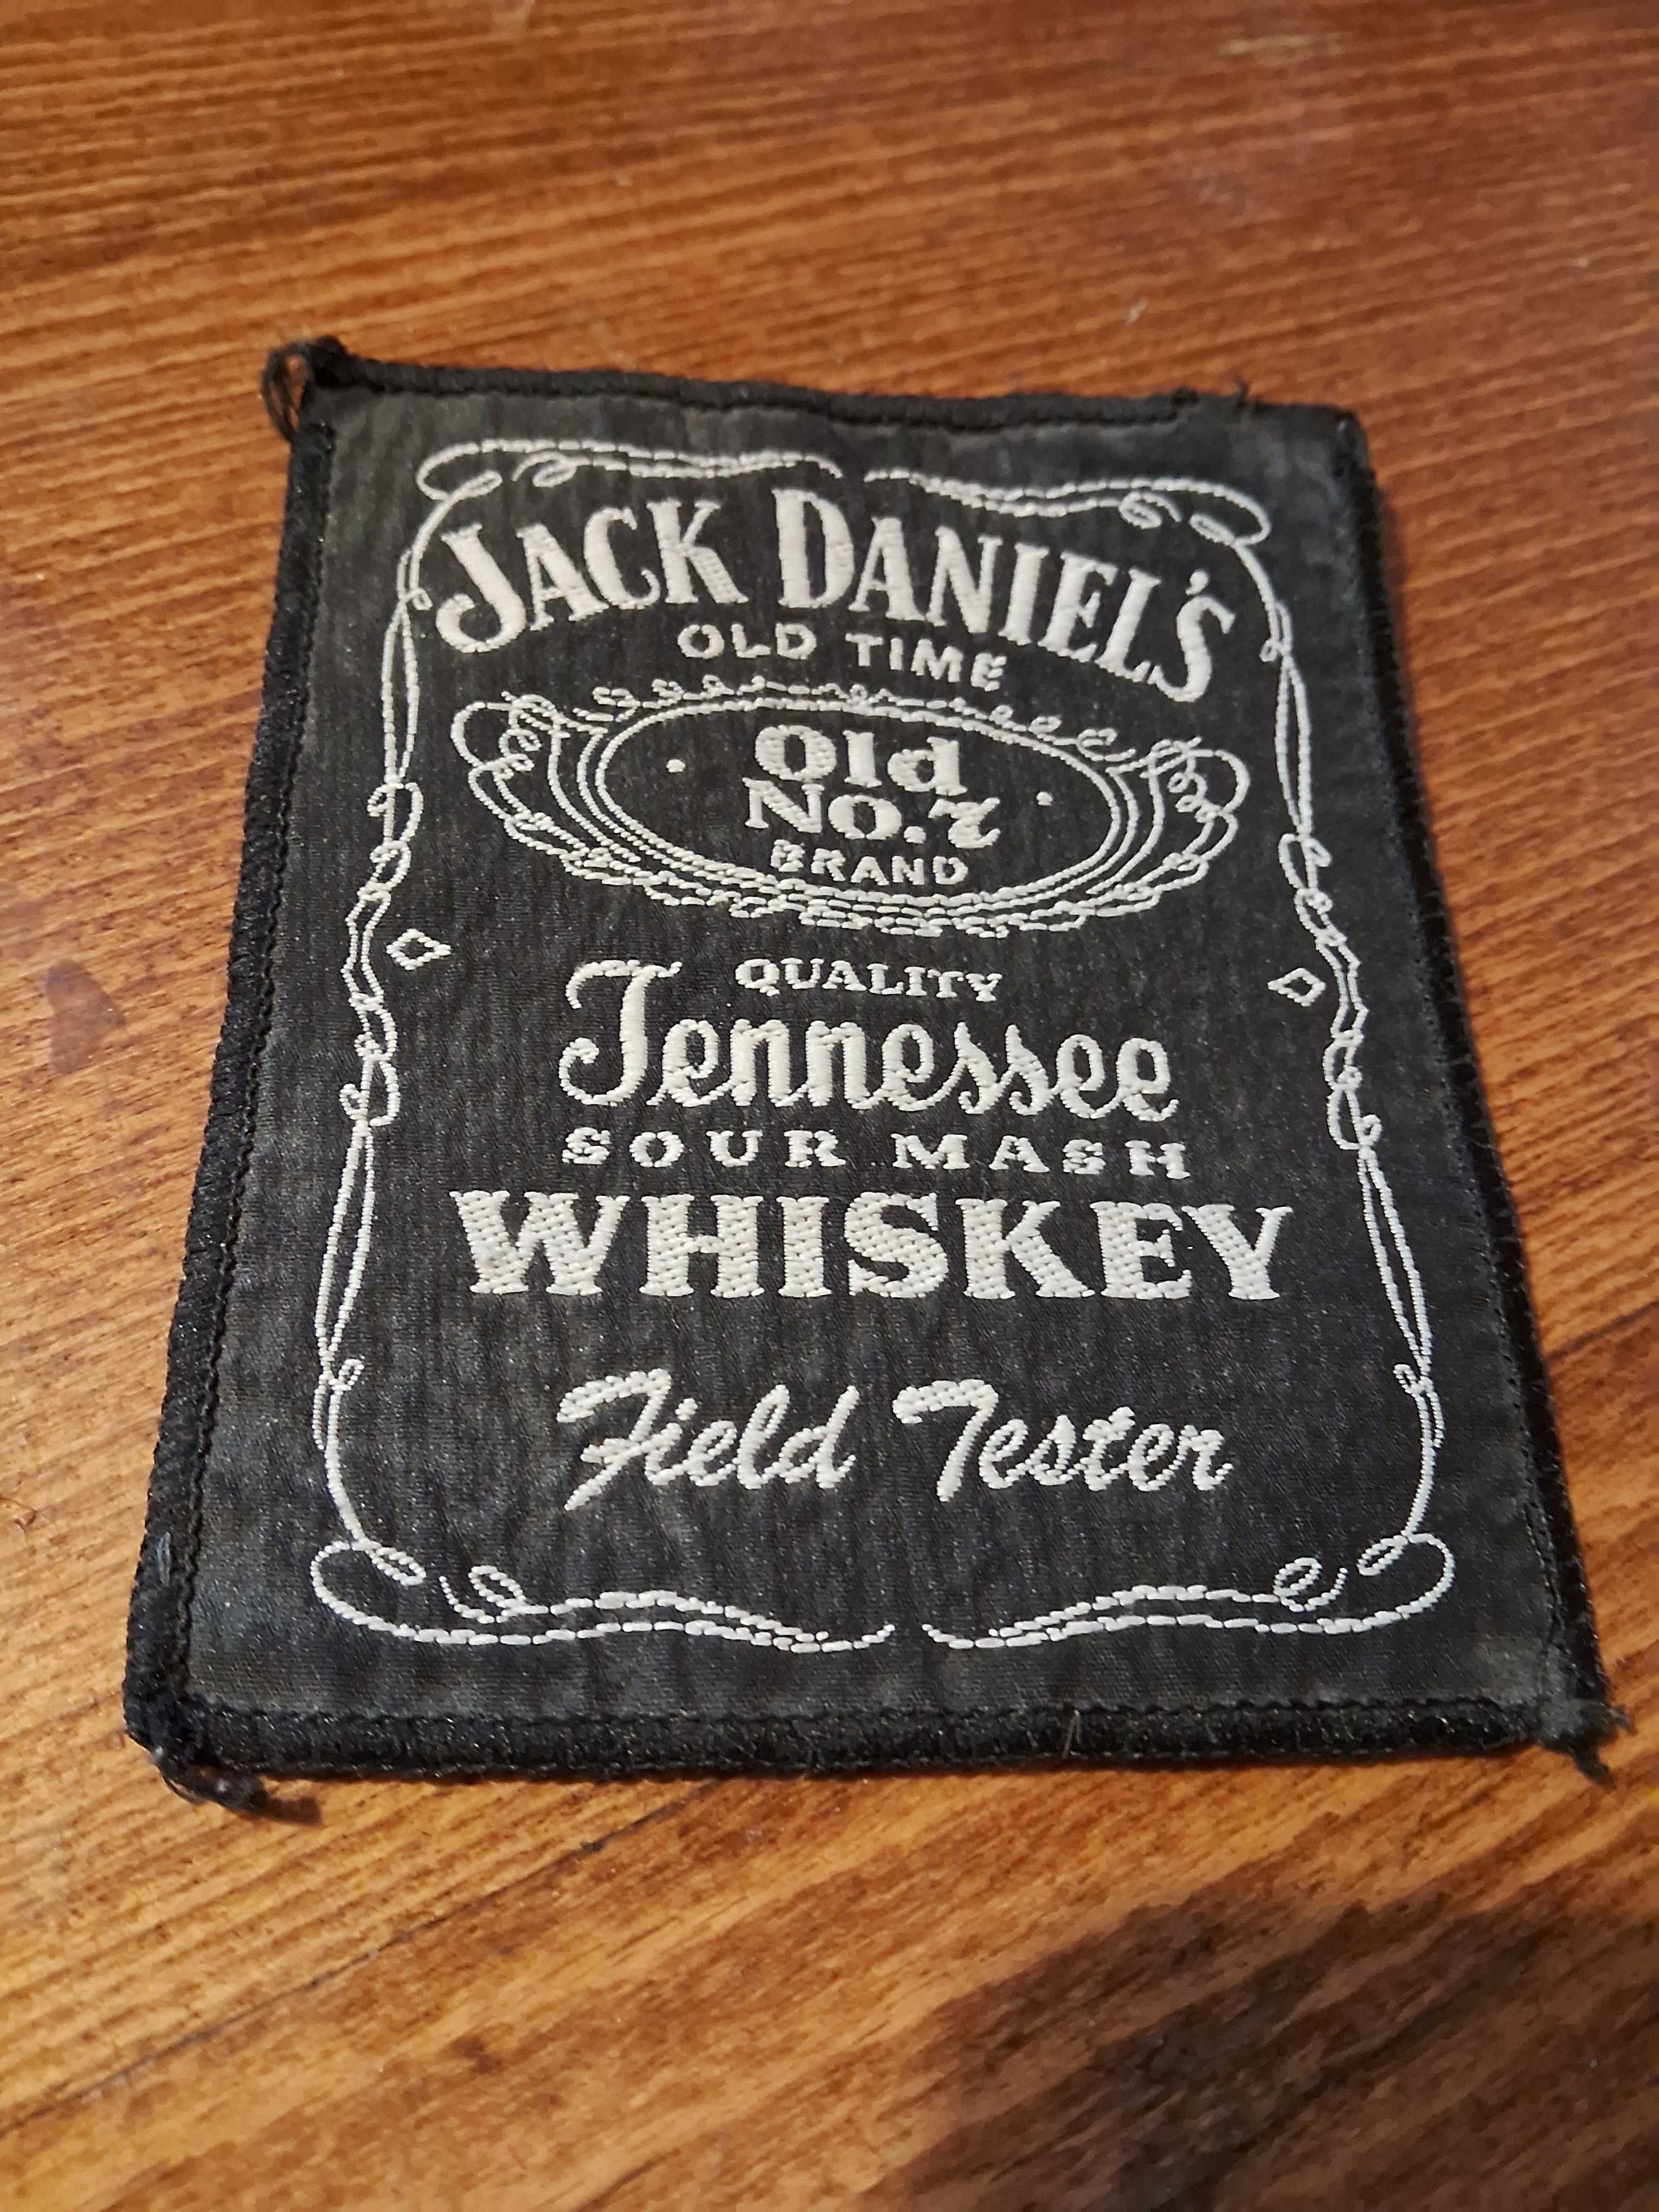 JACK DANIEL'S
OLD TIME
Old
No.7
BRAND
QUALITY
Tennessee
SOUR MASH
WHISKEY
Field Tester